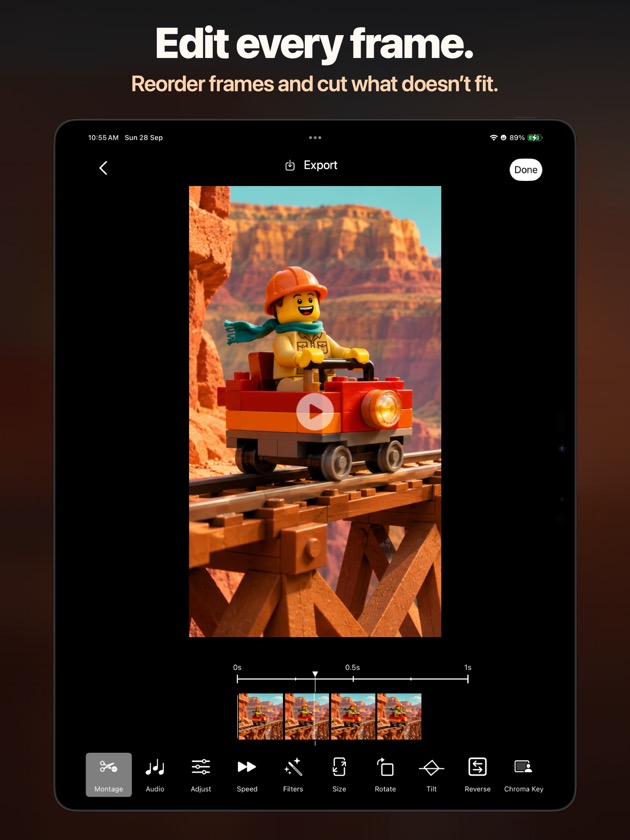 Edit every frame.
Reorder frames and cut what doesn't fit.
10:55 AM Sun 28 Sep
89%
Export
Done
0s 0.5s 1s
Montage Audio Adjust Speed Filters Size Rotate Tilt Reverse Chroma Key